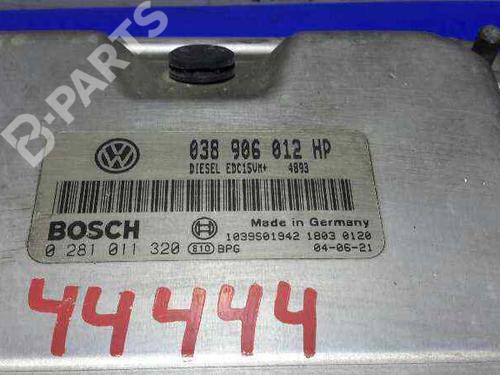 B-PARTS
038 906 012 HP
DIESEL EDC15VM+ 4893
BOSCH
Made in Germany
1039S01942 1803 0120
0 281 011 320 810 BPG 04-06-21
44444